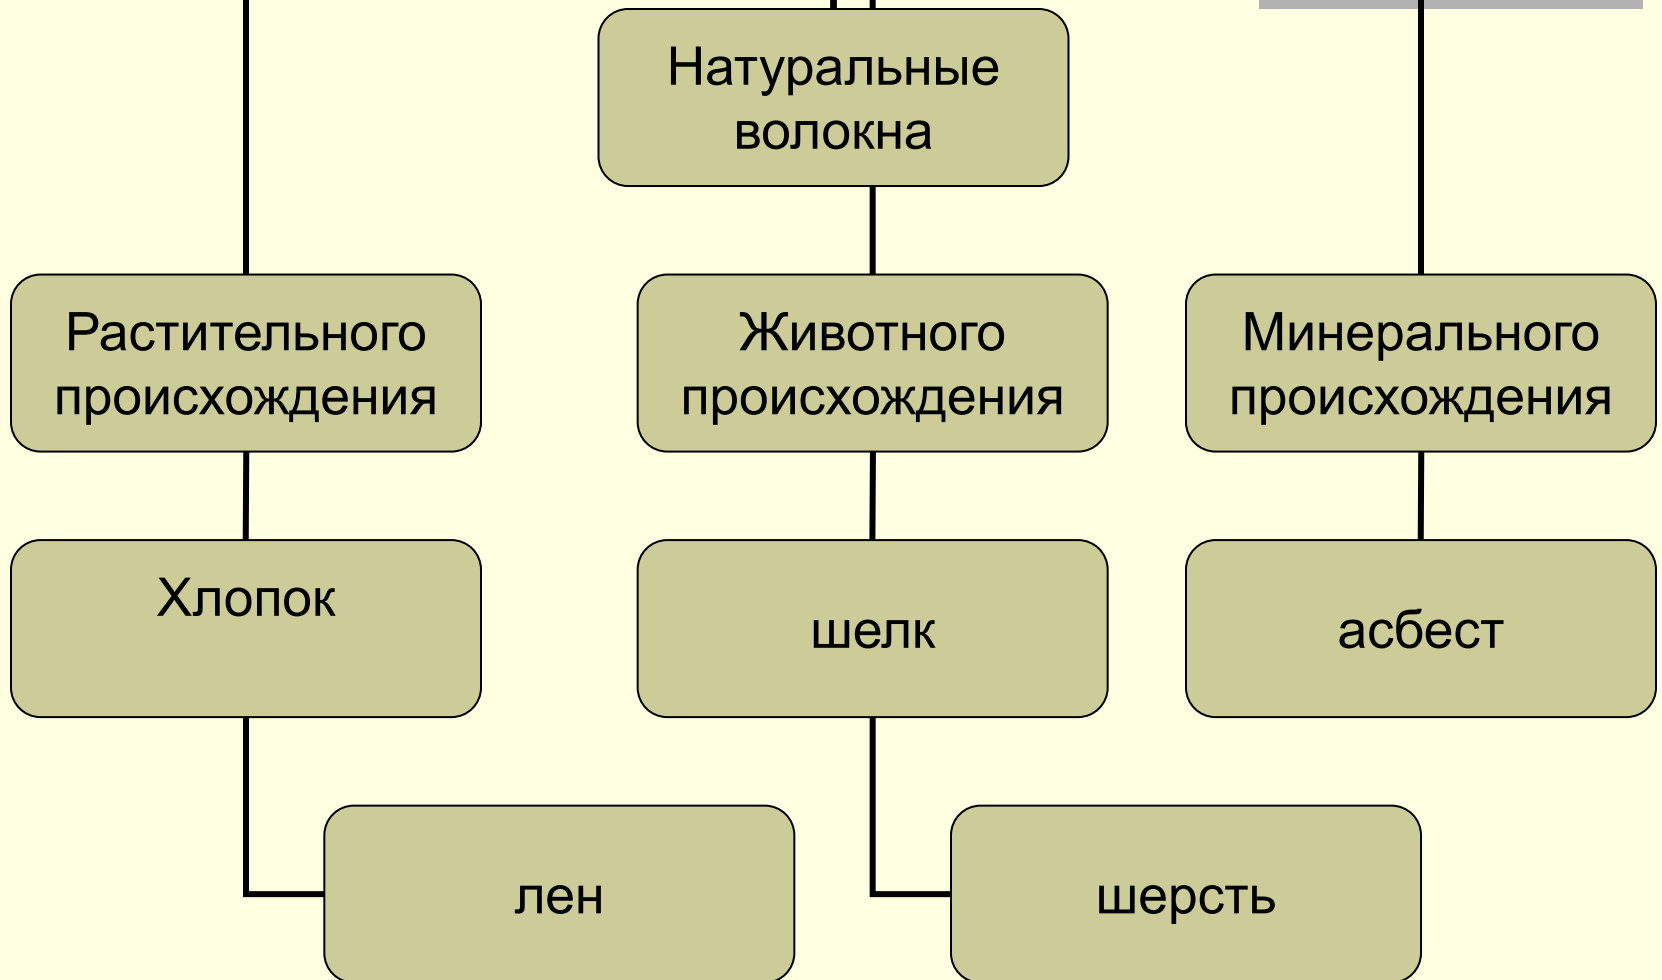 Натуральные
волокна
Растительного
происхождения
Животного
происхождения
Минерального
происхождения
Хлопок
шелк
асбест
лен
шерсть